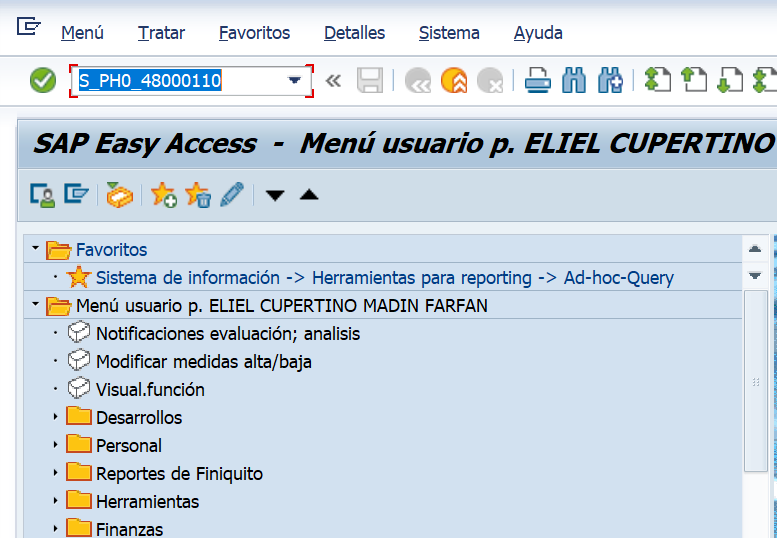 Menú Tratar Favoritos Detalles Sistema Ayuda
S_PH0_48000110
SAP Easy Access - Menú usuario p. ELIEL CUPERTINO
Favoritos
Sistema de información -> Herramientas para reporting -> Ad-hoc-Query
Menú usuario p. ELIEL CUPERTINO MADIN FARFAN
Notificaciones evaluación; analisis
Modificar medidas alta/baja
Visual.función
Desarrollos
Personal
Reportes de Finiquito
Herramientas
Finanzas